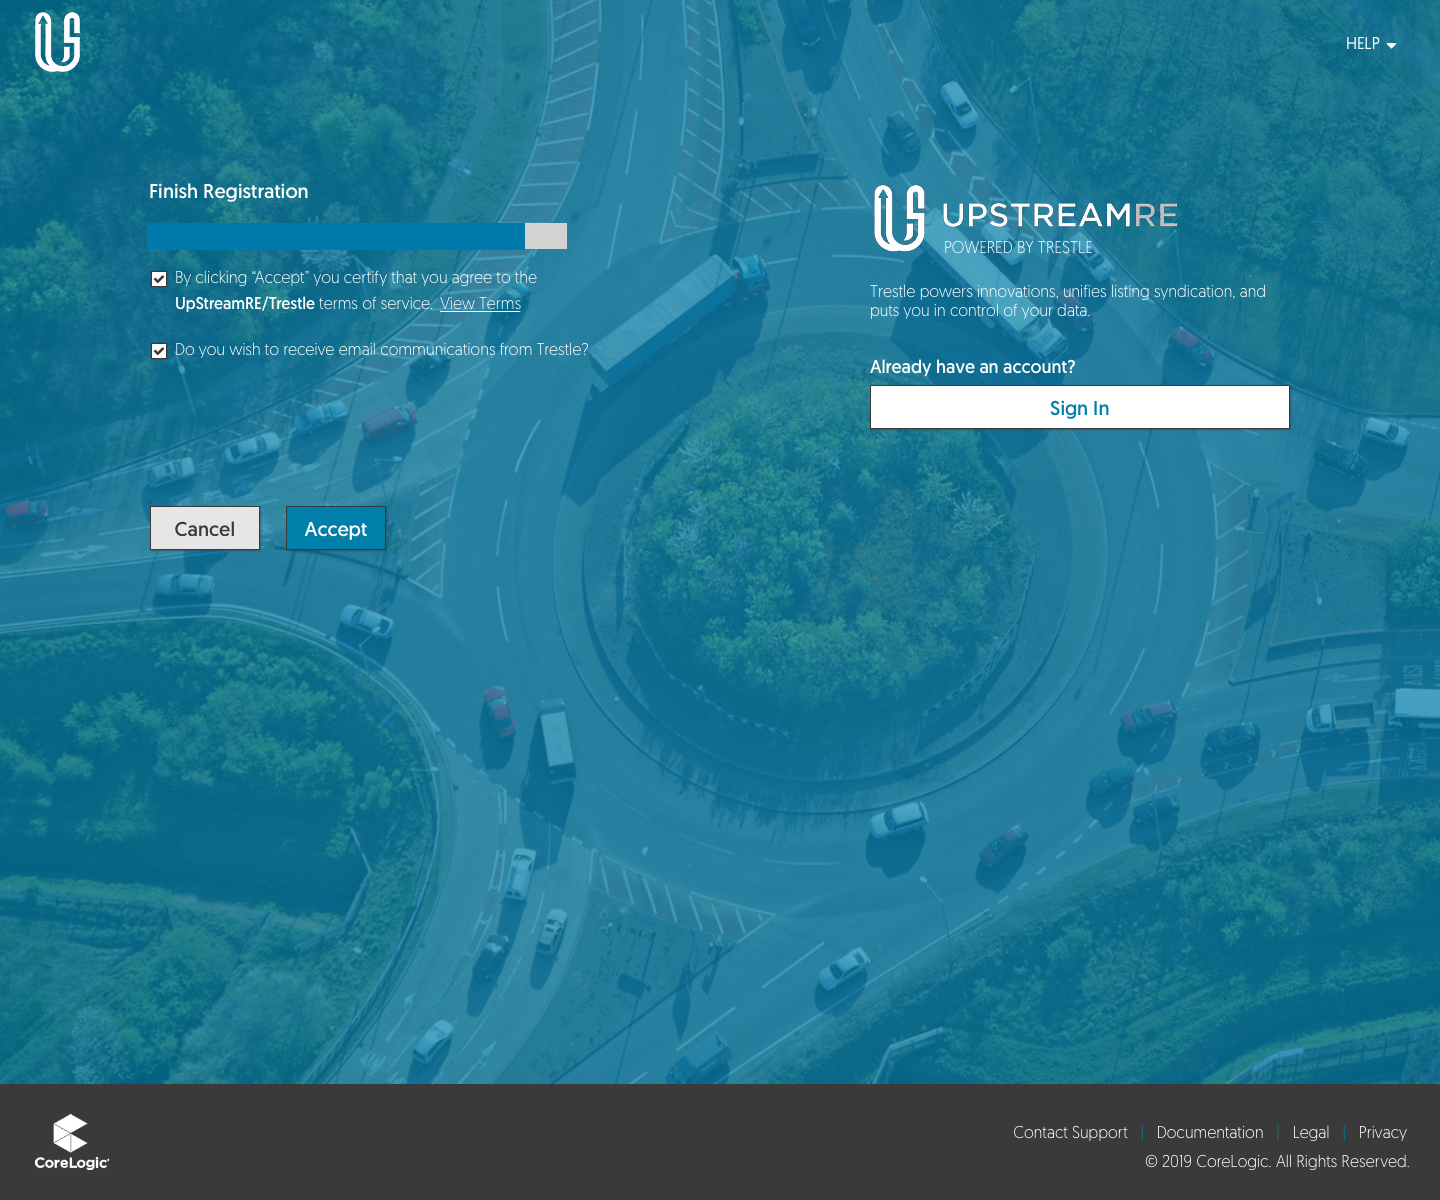 HELP
Finish Registration
By clicking “Accept” you certify that you agree to the
UpStreamRE/Trestle terms of service. View Terms
Do you wish to receive email communications from Trestle?
Cancel
Accept
UPSTREAMRE
POWERED BY TRESTLE
Trestle powers innovations, unifies listing syndication, and
puts you in control of your data.
Already have an account?
Sign In
CoreLogic
Contact Support | Documentation | Legal | Privacy
© 2019 CoreLogic. All Rights Reserved.